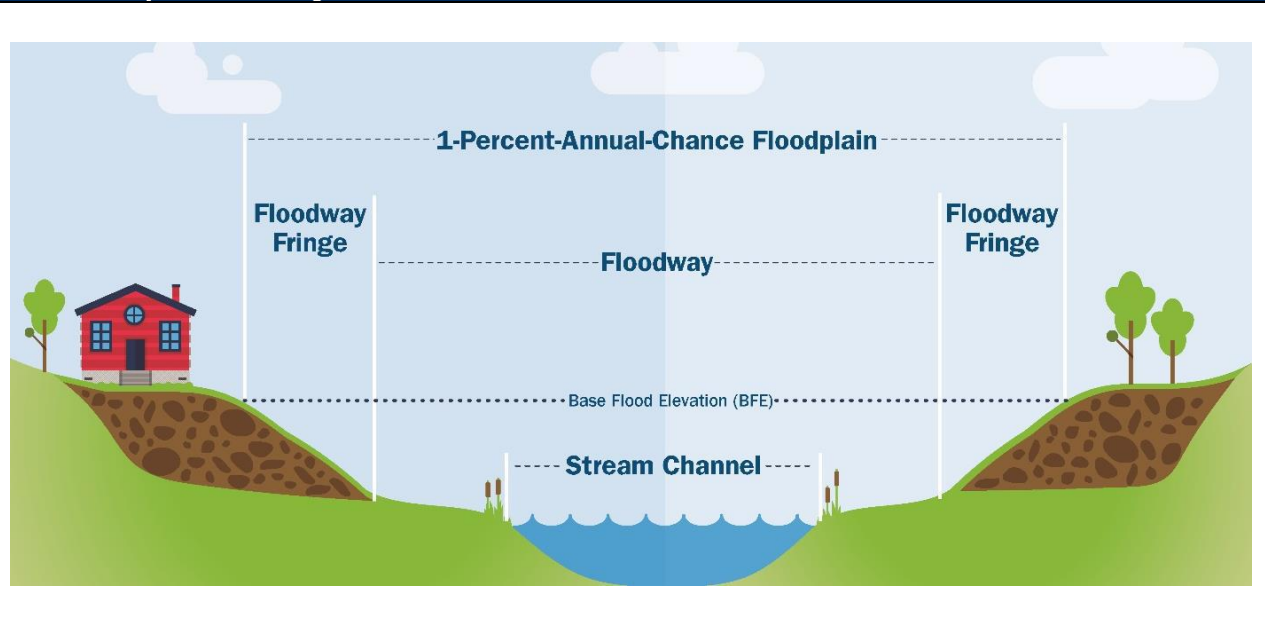 1-Percent-Annual-Chance Floodplain
Floodway
Fringe
Floodway
Floodway
Fringe
Base Flood Elevation (BFE)
Stream Channel